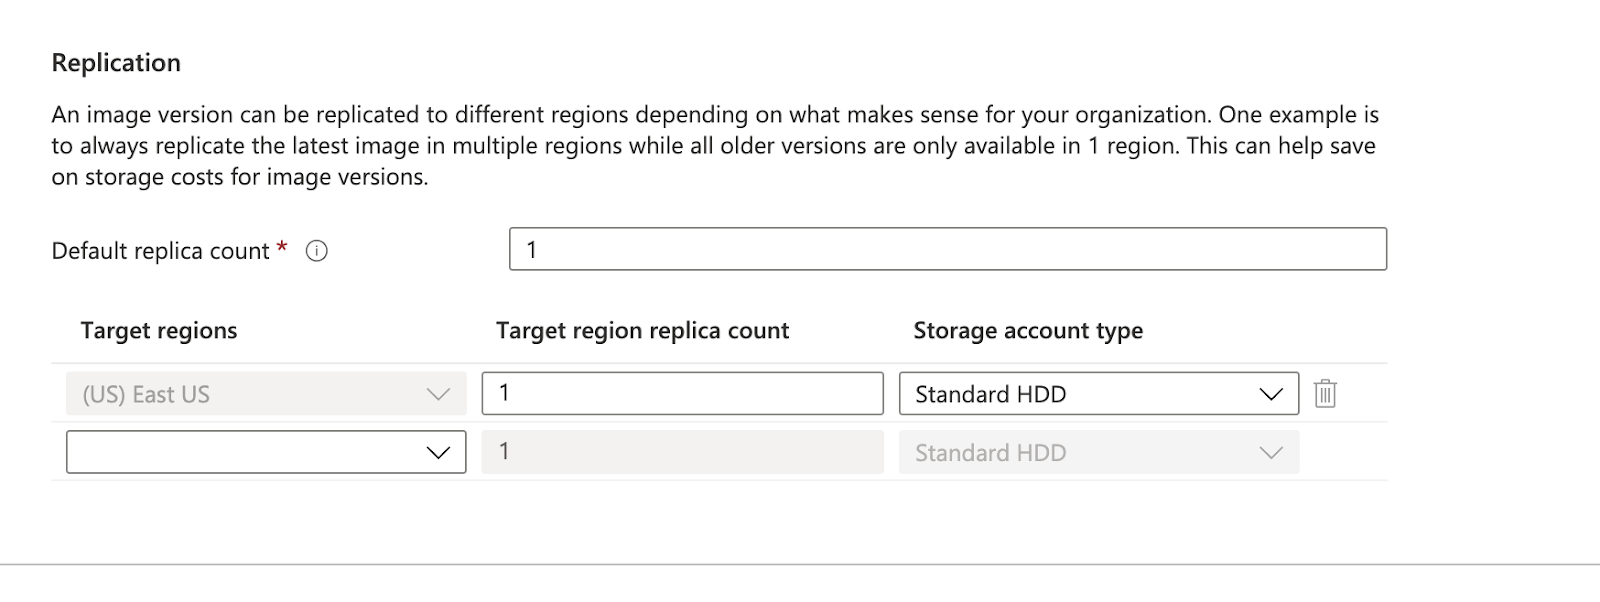 Replication
An image version can be replicated to different regions depending on what makes sense for your organization. One example is
to always replicate the latest image in multiple regions while all older versions are only available in 1 region. This can help save
on storage costs for image versions.
Default replica count * 1
Target regions Target region replica count Storage account type
(US) East US 1 Standard HDD
1 Standard HDD